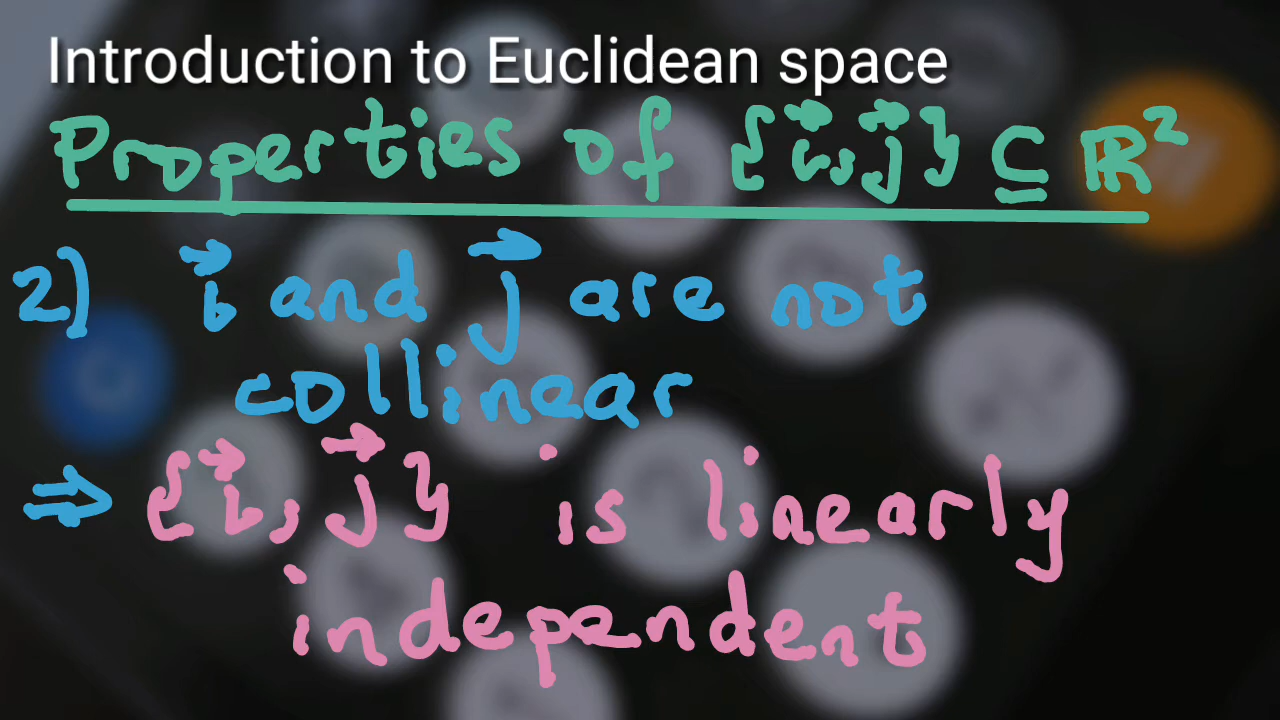 Introduction to Euclidean space
Properties of {i⃗, j⃗} ⊆ ℝ²
2) i⃗ and j⃗ are not
collinear
⇒ {i⃗, j⃗} is linearly
independent